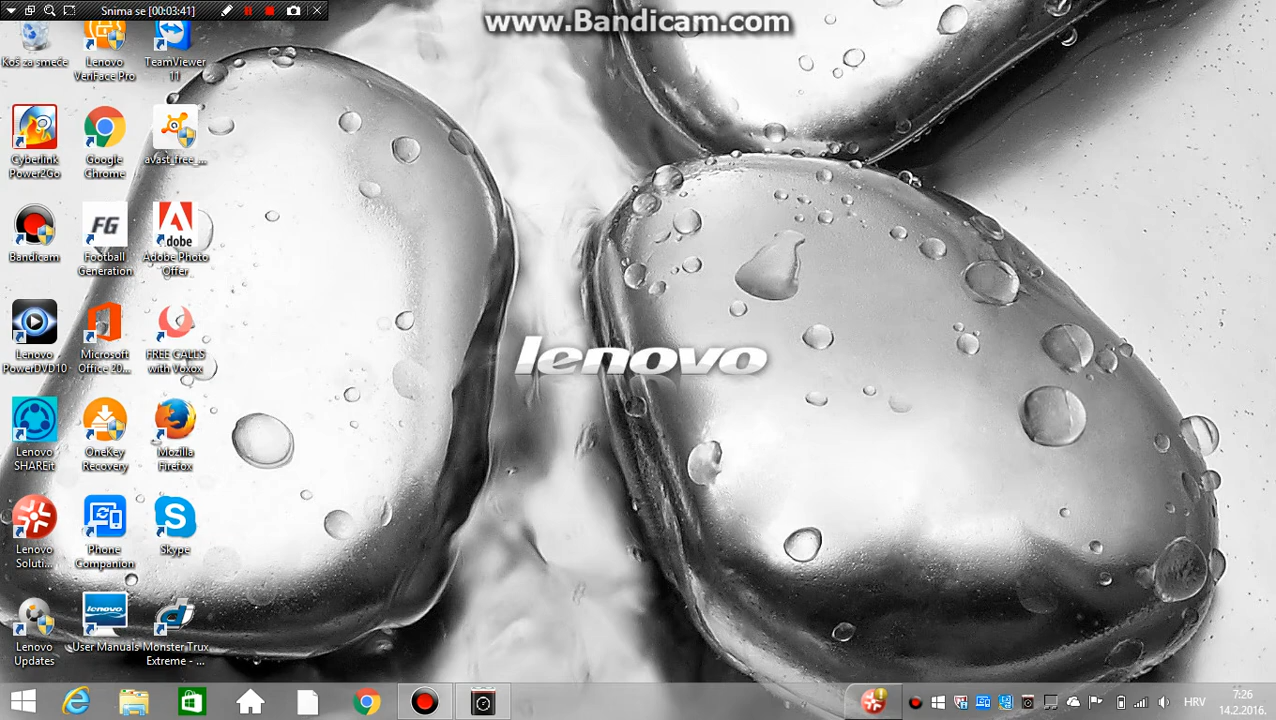 Snima se [00:03:41]
www.Bandicam.com
Koš za smeće
Lenovo
VeriFace Pro
TeamViewer
11
Cyberlink
Power2Go
Google
Chrome
avast_free_...
Bandicam
FG
Football
Generation
Adobe
Adobe Photo
Offer
Lenovo
PowerDVD10
Microsoft
Office 20...
FREE CALLS
with Voxox
lenovo
Lenovo
SHAREit
OneKey
Recovery
Mozilla
Firefox
Lenovo
Soluti...
Phone
Companion
Skype
Lenovo
Updates
lenovo
User Manuals
Monster Trux
Extreme - ...
HRV
7:26
14.2.2016.